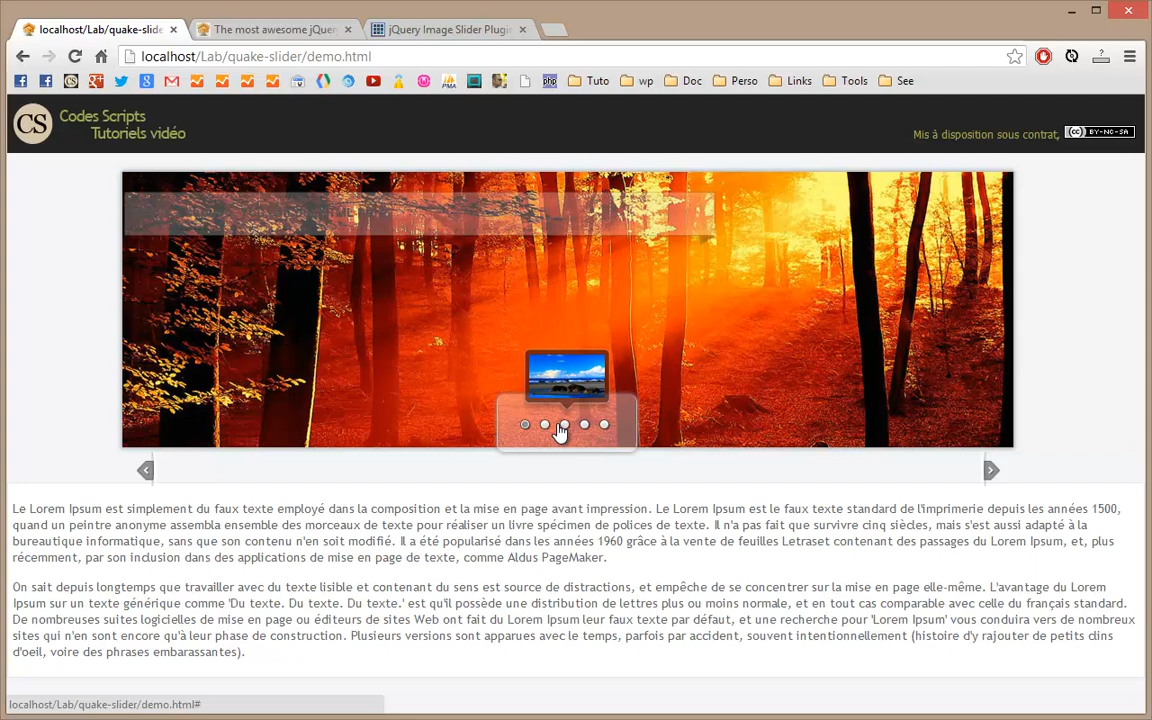 localhost/Lab/quake-slid
The most awesome jQuery
jQuery Image Slider Plugin
localhost/Lab/quake-slider/demo.html
PMA
php
Tuto
wp
Doc
Perso
Links
Tools
See
CS
Codes Scripts
Tutoriels vidéo
Mis à disposition sous contrat,
cc BY-NC-SA
Le Lorem Ipsum est simplement du faux texte employé dans la composition et la mise en page avant impression. Le Lorem Ipsum est le faux texte standard de l'imprimerie depuis les années 1500,
quand un peintre anonyme assembla ensemble des morceaux de texte pour réaliser un livre spécimen de polices de texte. Il n'a pas fait que survivre cinq siècles, mais s'est aussi adapté à la
bureautique informatique, sans que son contenu n'en soit modifié. Il a été popularisé dans les années 1960 grâce à la vente de feuilles Letraset contenant des passages du Lorem Ipsum, et, plus
récemment, par son inclusion dans des applications de mise en page de texte, comme Aldus PageMaker.
On sait depuis longtemps que travailler avec du texte lisible et contenant du sens est source de distractions, et empêche de se concentrer sur la mise en page elle-même. L'avantage du Lorem
Ipsum sur un texte générique comme 'Du texte. Du texte. Du texte.' est qu'il possède une distribution de lettres plus ou moins normale, et en tout cas comparable avec celle du français standard.
De nombreuses suites logicielles de mise en page ou éditeurs de sites Web ont fait du Lorem Ipsum leur faux texte par défaut, et une recherche pour 'Lorem Ipsum' vous conduira vers de nombreux
sites qui n'en sont encore qu'à leur phase de construction. Plusieurs versions sont apparues avec le temps, parfois par accident, souvent intentionnellement (histoire d'y rajouter de petits clins
d'oeil, voire des phrases embarassantes).
localhost/Lab/quake-slider/demo.html#